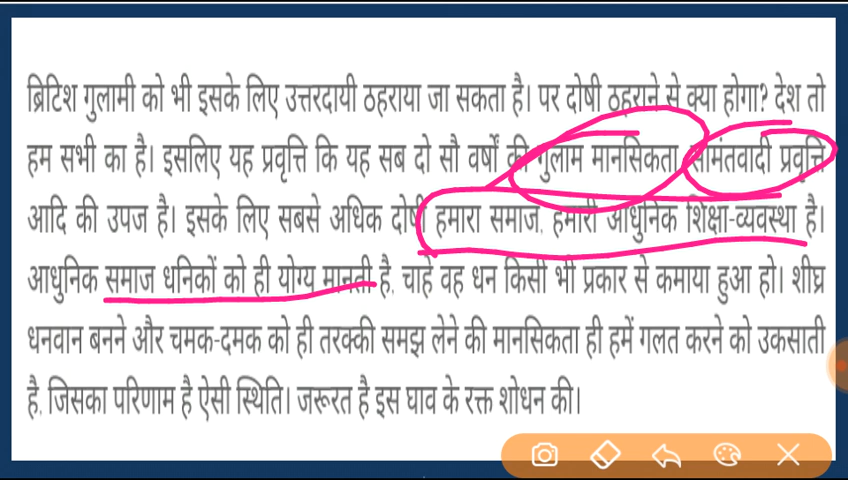 ब्रिटिश गुलामी को भी इसके लिए उत्तरदायी ठहराया जा सकता है। पर दोषी ठहराने से क्या होगा? देश तो
हम सभी का है। इसलिए यह प्रवृत्ति कि यह सब दो सौ वर्षों की गुलाम मानसिकता सामंतवादी प्रवृत्ति
आदि की उपज है। इसके लिए सबसे अधिक दोषी हमारा समाज, हमारी आधुनिक शिक्षा-व्यवस्था है।
आधुनिक समाज धनिकों को ही योग्य मानती है, चाहे वह धन किसी भी प्रकार से कमाया हुआ हो। शीघ्र
धनवान बनने और चमक-दमक को ही तरक्की समझ लेने की मानसिकता ही हमें गलत करने को उकसाती
है, जिसका परिणाम है ऐसी स्थिति। जरूरत है इस घाव के रक्त शोधन की।